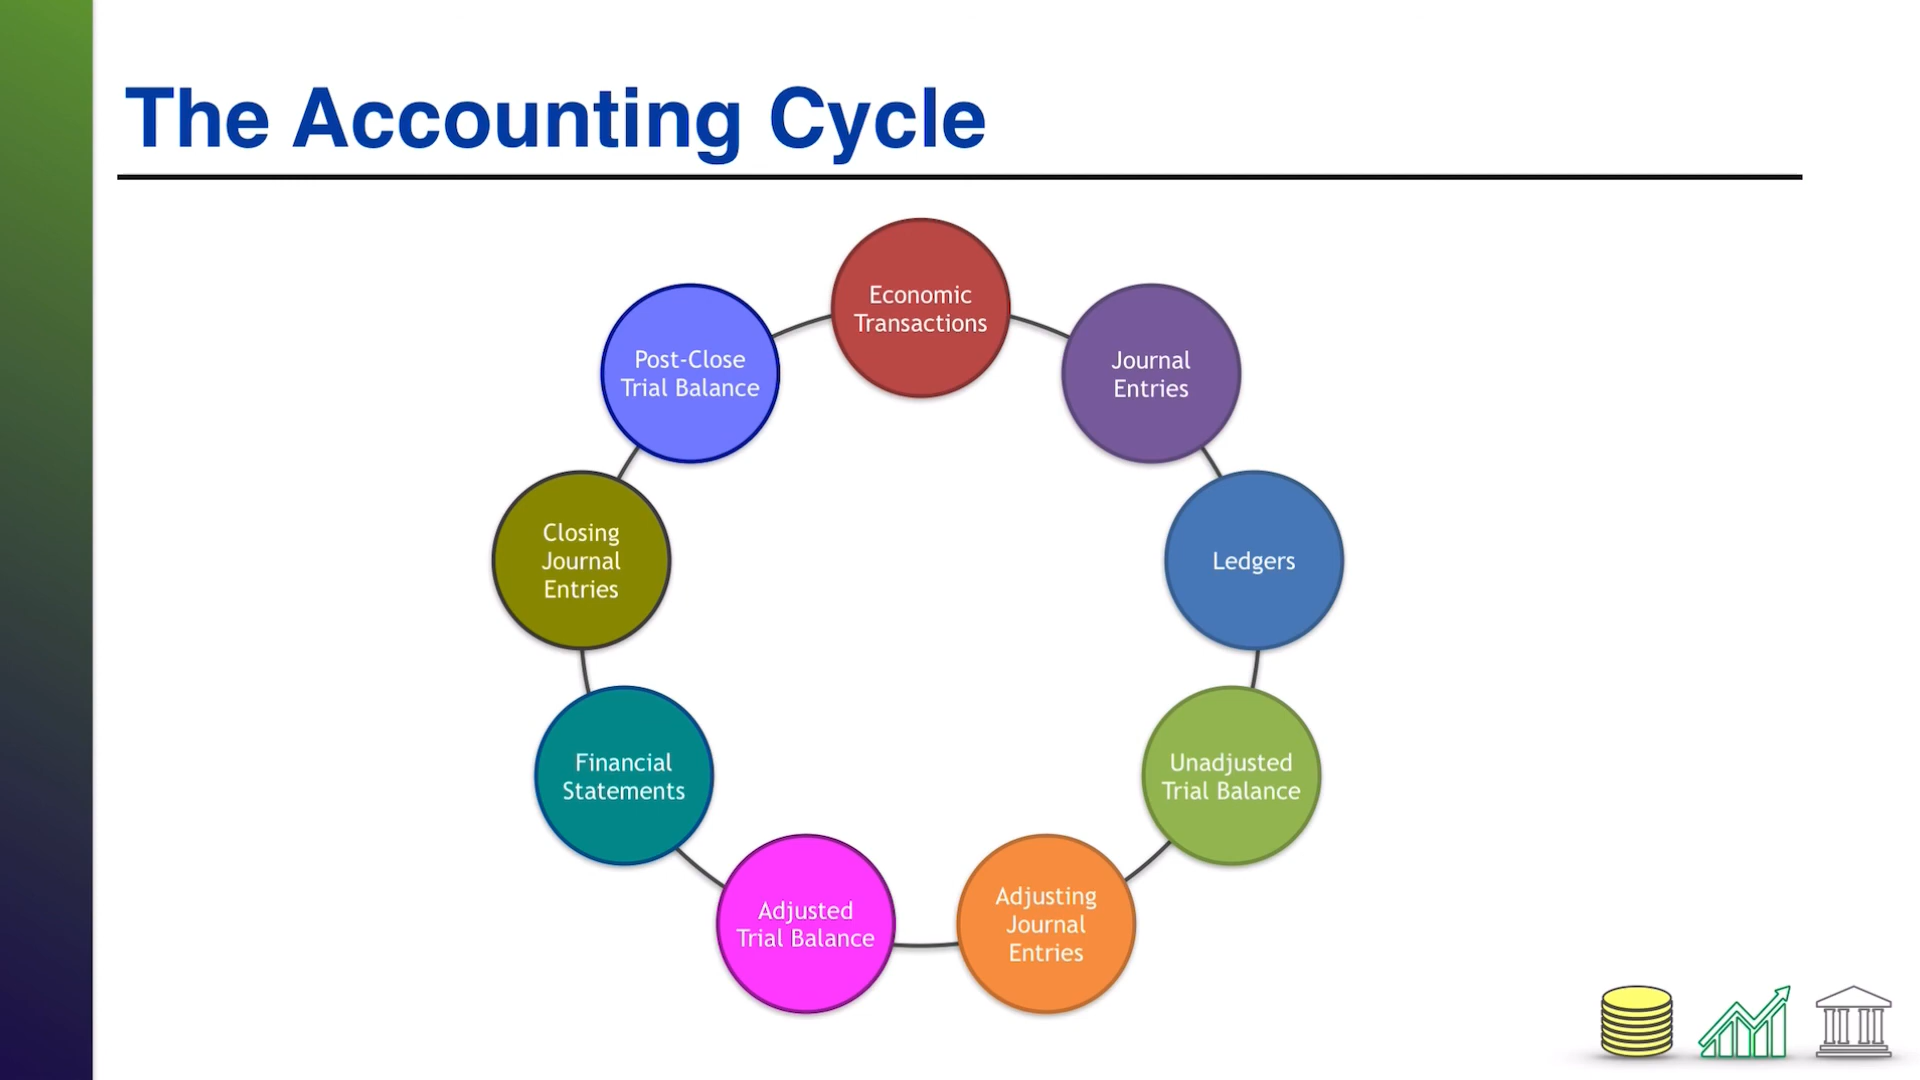 The Accounting Cycle
Economic
Transactions
Journal
Entries
Ledgers
Unadjusted
Trial Balance
Adjusting
Journal
Entries
Adjusted
Trial Balance
Financial
Statements
Closing
Journal
Entries
Post-Close
Trial Balance